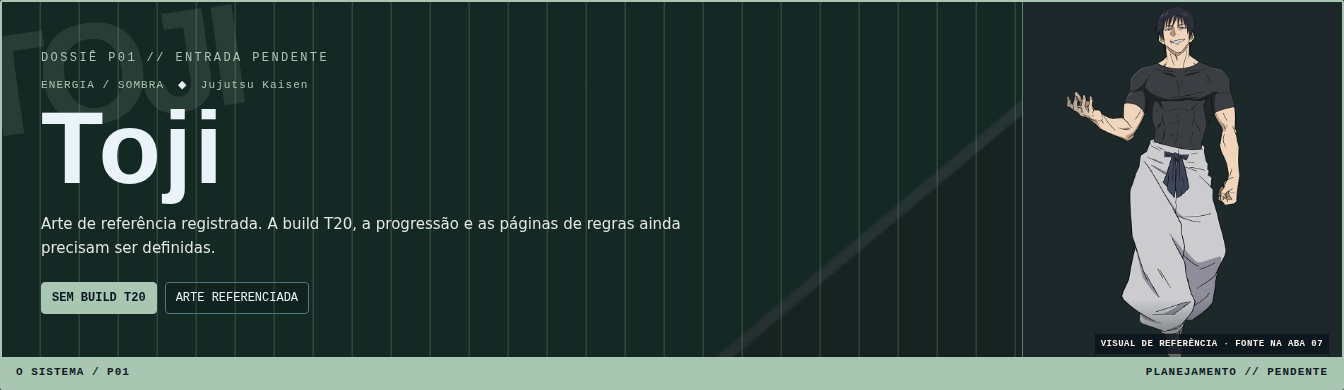 TOJI
DOSSIÊ P01 // ENTRADA PENDENTE
ENERGIA / SOMBRA ◆ Jujutsu Kaisen
Toji
Arte de referência registrada. A build T20, a progressão e as páginas de regras ainda
precisam ser definidas.
SEM BUILD T20
ARTE REFERENCIADA
VISUAL DE REFERÊNCIA · FONTE NA ABA 07
O SISTEMA / P01
PLANEJAMENTO // PENDENTE